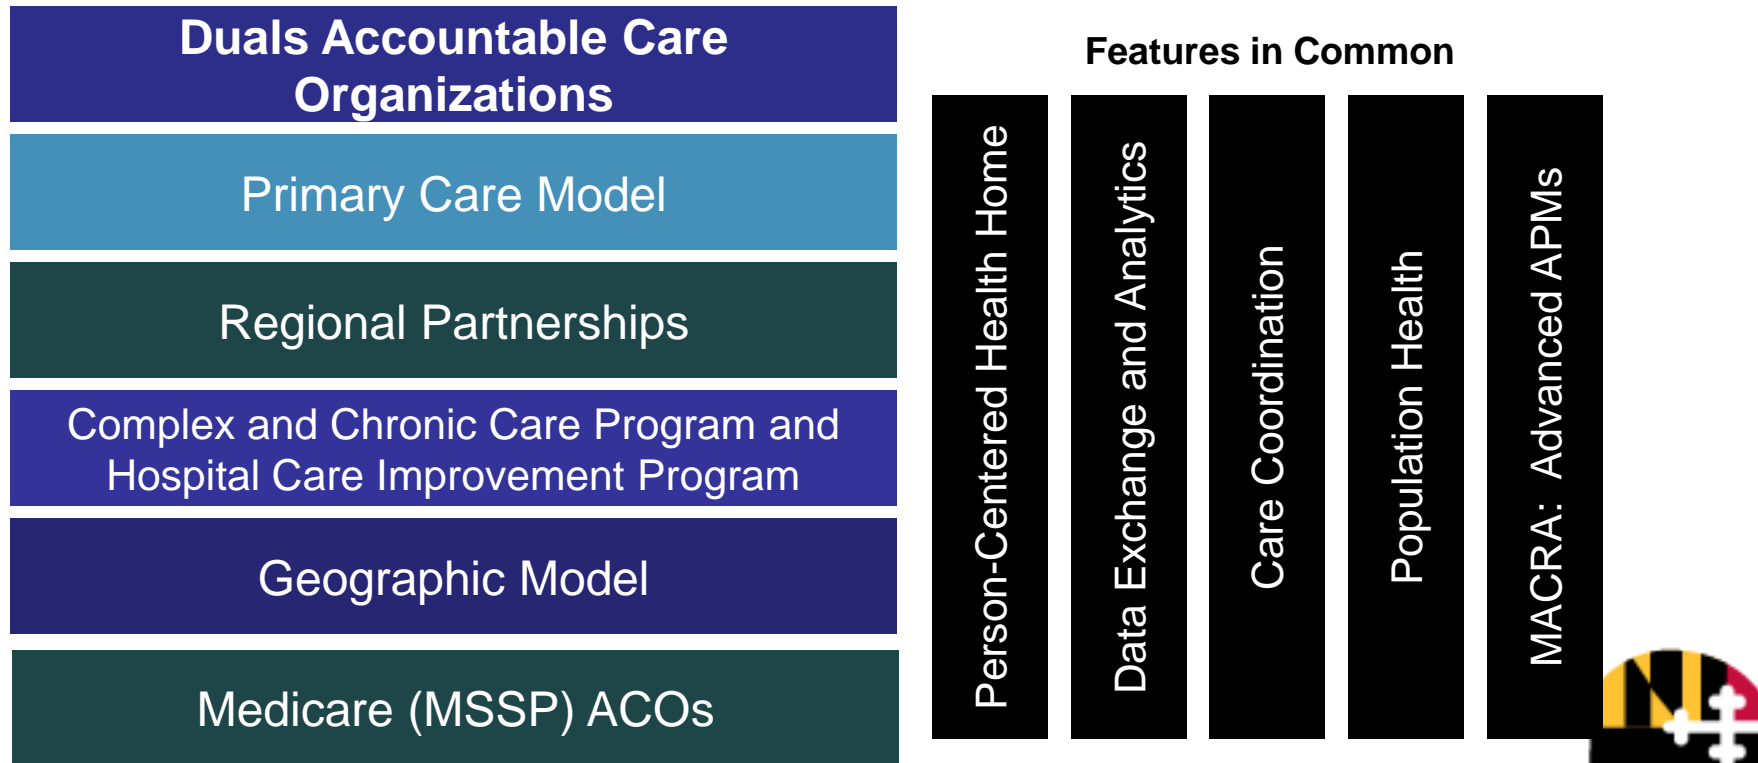 Duals Accountable Care
Organizations
Primary Care Model
Regional Partnerships
Complex and Chronic Care Program and
Hospital Care Improvement Program
Geographic Model
Medicare (MSSP) ACOs
Features in Common
Person-Centered Health Home
Data Exchange and Analytics
Care Coordination
Population Health
MACRA: Advanced APMs